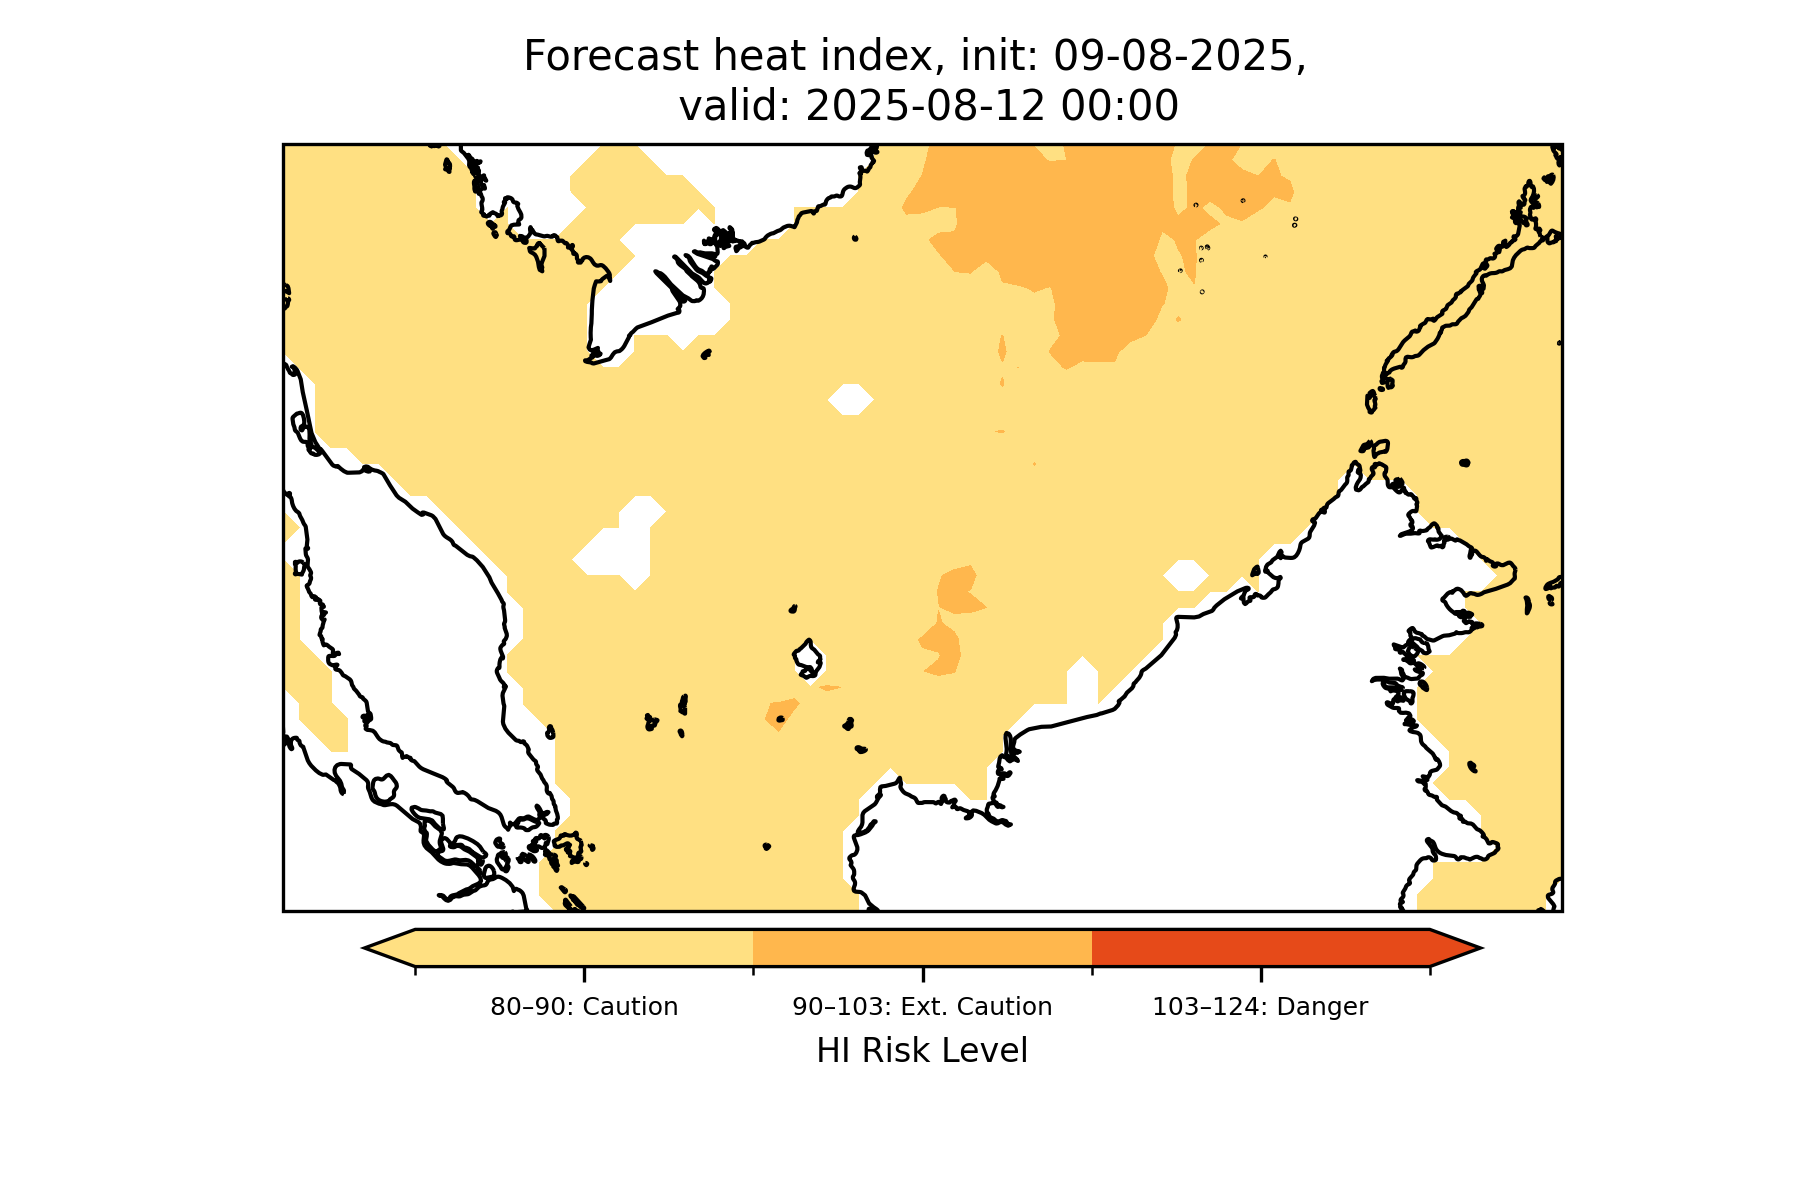 Forecast heat index, init: 09-08-2025,
valid: 2025-08-12 00:00
80–90: Caution
90–103: Ext. Caution
103–124: Danger
HI Risk Level